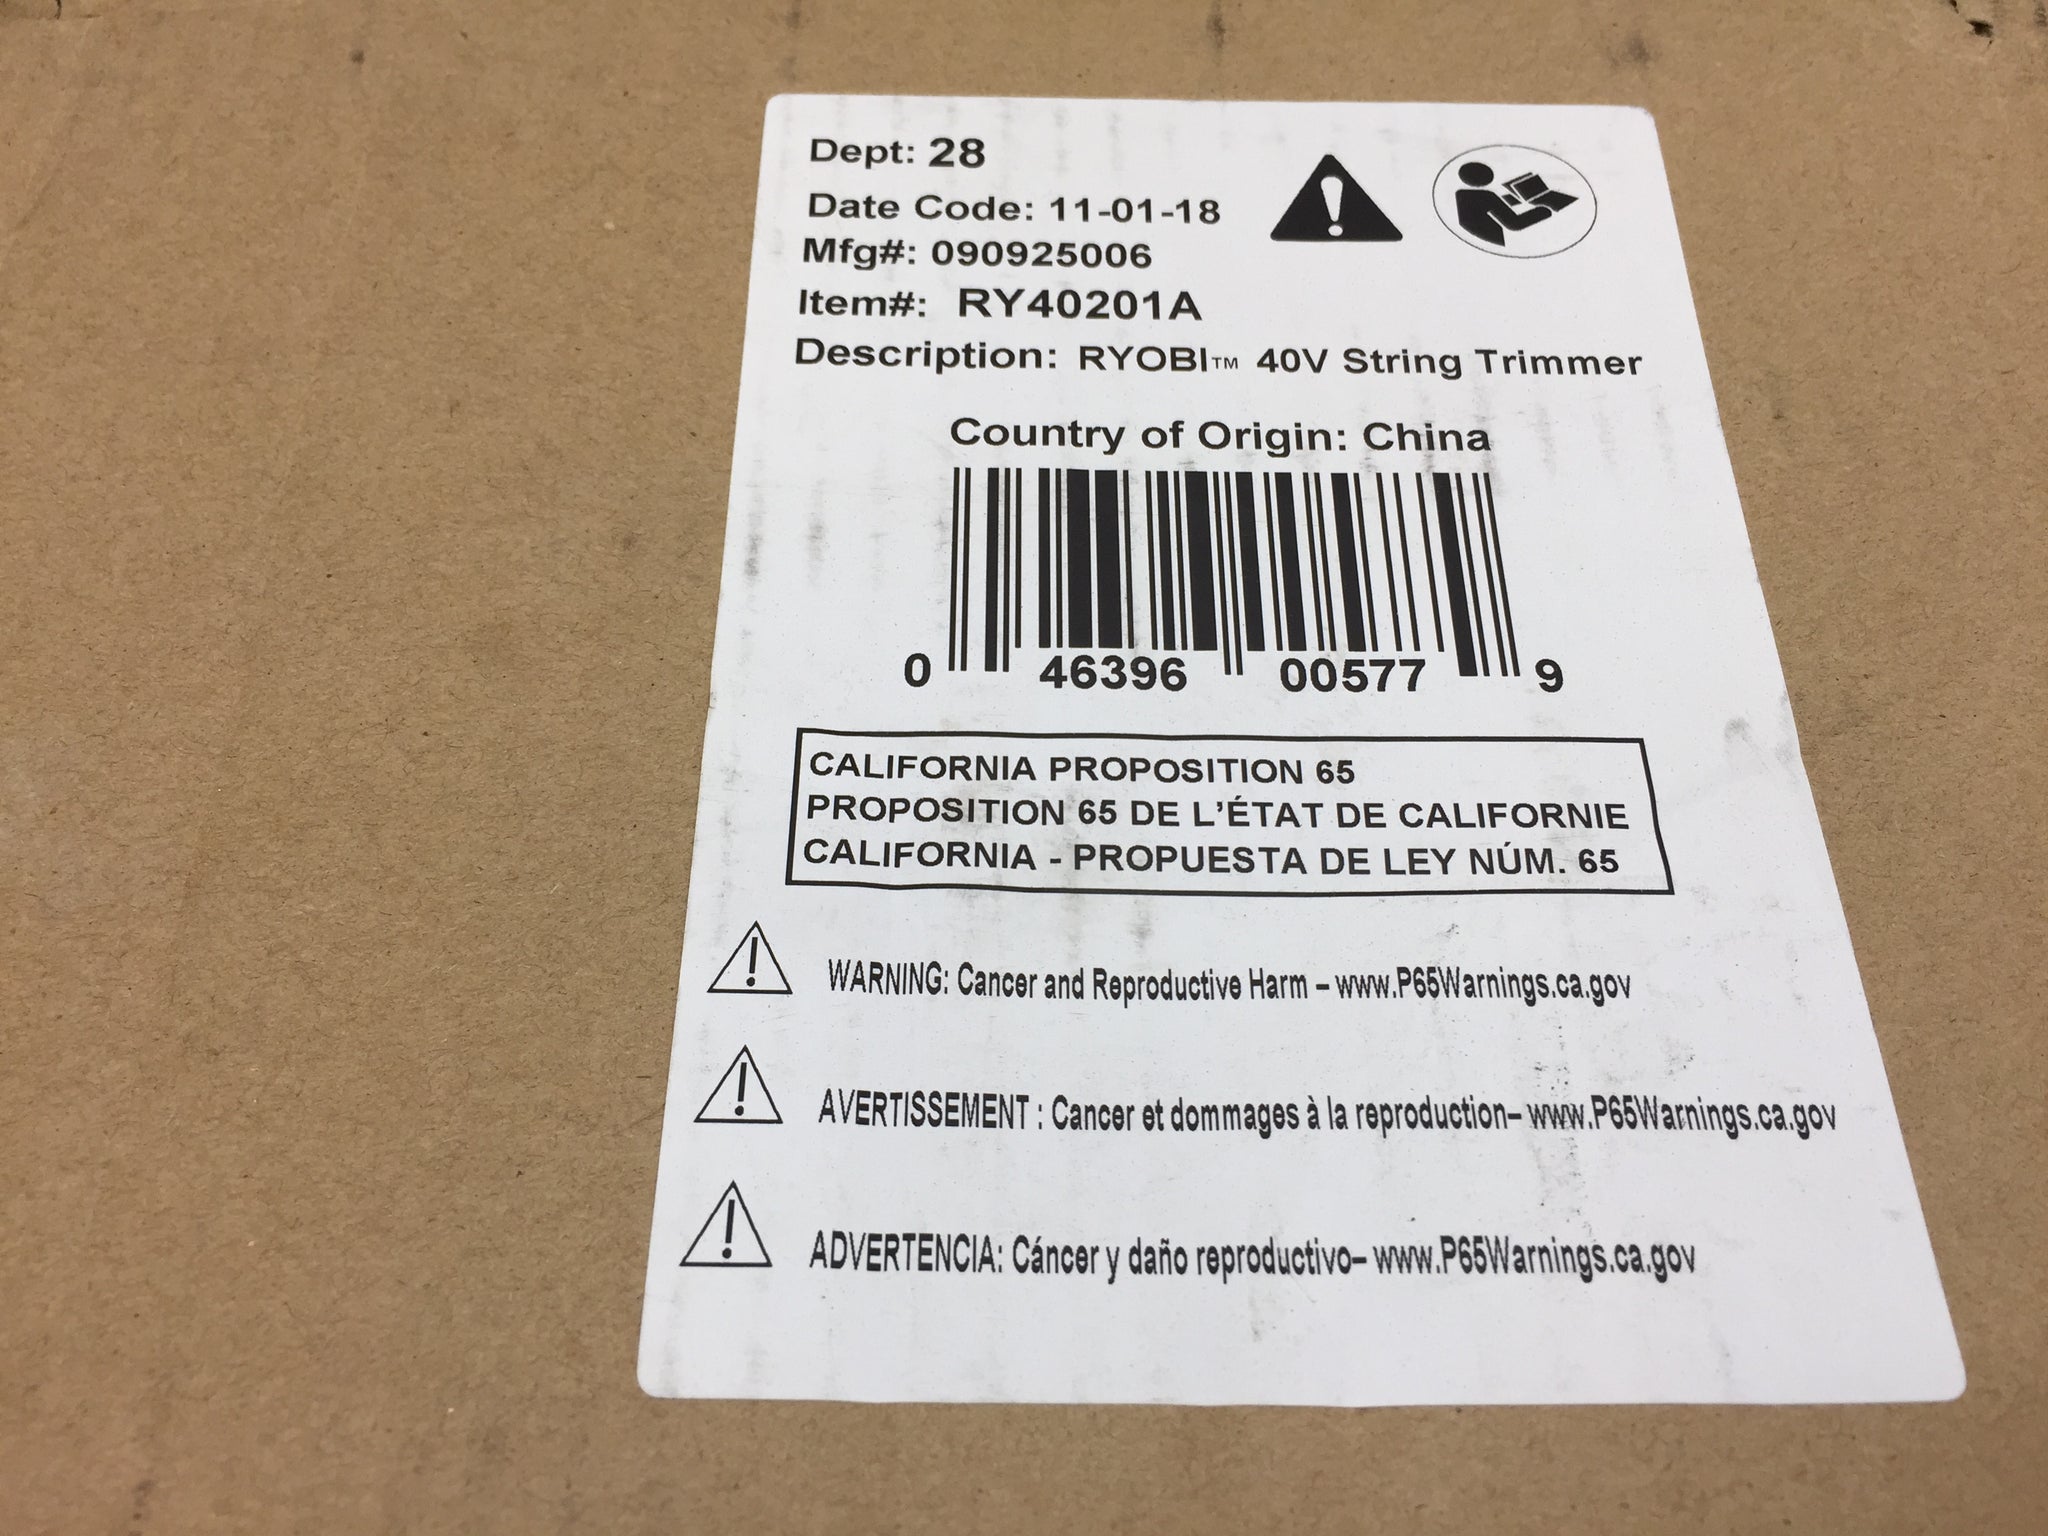 Dept: 28
Date Code: 11-01-18
Mfg#: 090925006
Item#: RY40201A
Description: RYOBI™ 40V String Trimmer
Country of Origin: China
0 46396 00577 9
CALIFORNIA PROPOSITION 65
PROPOSITION 65 DE L'ÉTAT DE CALIFORNIE
CALIFORNIA - PROPUESTA DE LEY NÚM. 65
WARNING: Cancer and Reproductive Harm – www.P65Warnings.ca.gov
AVERTISSEMENT : Cancer et dommages à la reproduction– www.P65Warnings.ca.gov
ADVERTENCIA: Cáncer y daño reproductivo– www.P65Warnings.ca.gov